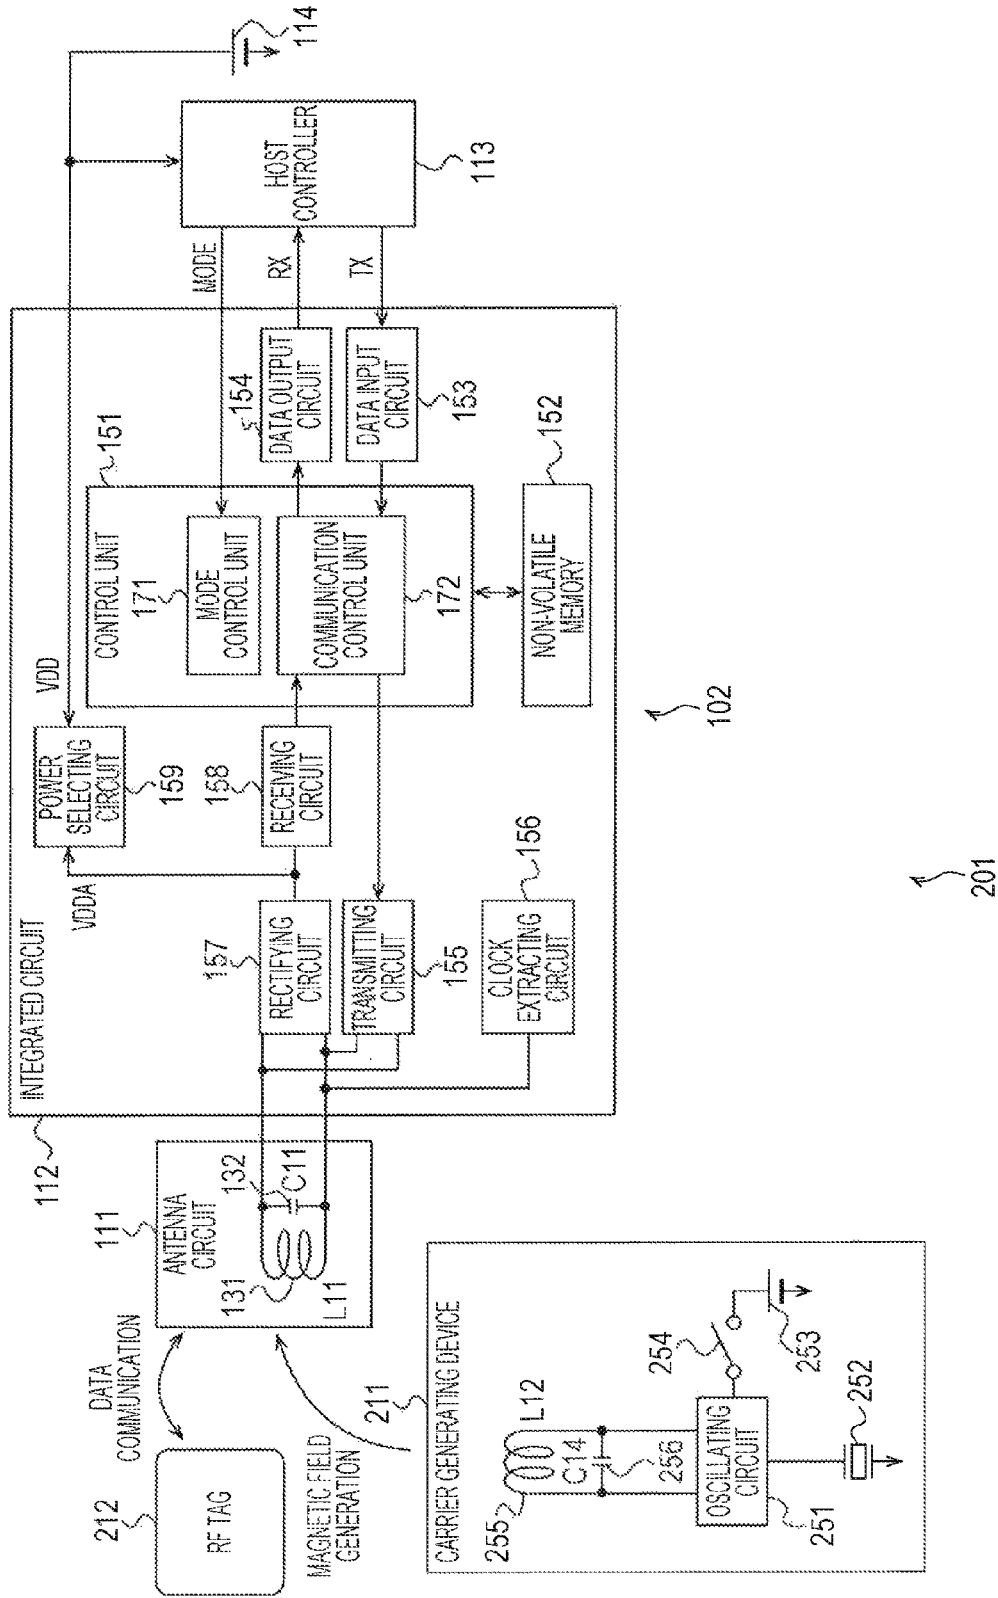 114
HOST
CONTROLLER
113
MODE
RX
TX
VDD
INTEGRATED CIRCUIT
112
CONTROL UNIT
151
171
MODE
CONTROL UNIT
COMMUNICATION
CONTROL UNIT
172
154
DATA OUTPUT
CIRCUIT
DATA INPUT
CIRCUIT
153
NON-VOLATILE
MEMORY
152
POWER
SELECTING
CIRCUIT
159
VDDA
158
RECEIVING
CIRCUIT
157
RECTIFYING
CIRCUIT
TRANSMITTING
CIRCUIT
155
CLOCK
EXTRACTING
CIRCUIT
156
102
201
111
ANTENNA
CIRCUIT
132
C11
131
L11
DATA
COMMUNICATION
212
RF TAG
MAGNETIC FIELD
GENERATION
211
CARRIER GENERATING DEVICE
255
L12
C14
256
254
253
OSCILLATING
CIRCUIT
251
252